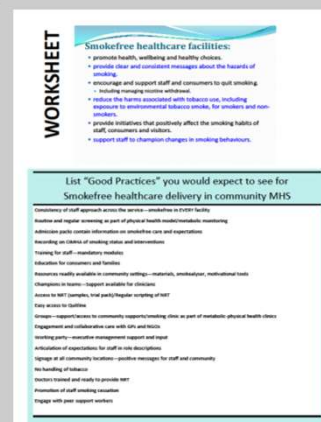 WORKSHEET
Smokefree healthcare facilities:
• promote health, wellbeing and healthy choices.
• provide clear and consistent messages about the hazards of
smoking.
• encourage and support staff and consumers to quit smoking.
• Including managing nicotine withdrawal.
• reduce the harms associated with tobacco use, including
exposure to environmental tobacco smoke, for smokers and non-
smokers.
• provide initiatives that positively affect the smoking habits of
staff, consumers and visitors.
• support staff to champion changes in smoking behaviours.
List "Good Practices" you would expect to see for
Smokefree healthcare delivery in community MHS
Consistency of staff approach across the service—smokefree in EVERY facility
Routine and regular screening as part of physical health model/metabolic monitoring
Admission packs contain information on smokefree care and expectations
Recording on of smoking status and interventions
Training for staff—mandatory modules
Education for consumers and families
Resources readily available in community settings—materials, smokealyser, motivational tools
Champions in teams—Support available for clinicians
Access to NRT (samples, trial pack)/Regular scripting of NRT
Easy access to Quitline
Groups—support/access to community supports/smoking clinic as part of metabolic-physical health clinics
Engagement and collaborative care with GPs and NGOs
Working party—executive management support and input
Articulation of expectations for staff in role descriptions
Signage at all community locations—positive messages for staff and community
No handling of tobacco
Doctors trained and ready to provide NRT
Promotion of staff smoking cessation
Engage with peer support workers